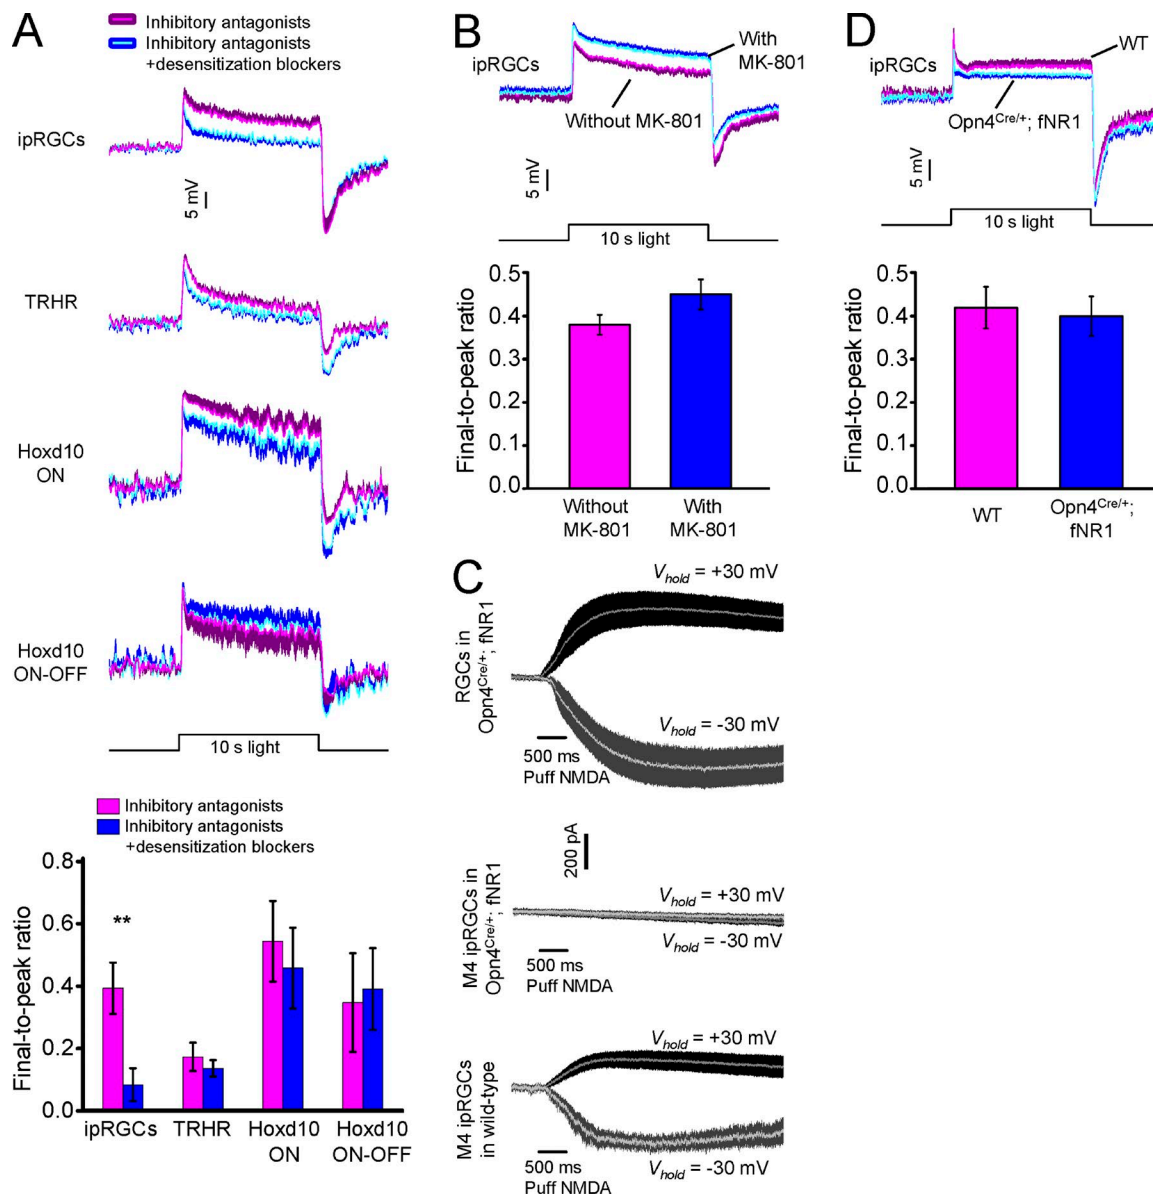 A
Inhibitory antagonists
Inhibitory antagonists
+desensitization blockers
ipRGCs
5 mV
TRHR
Hoxd10
ON
Hoxd10
ON-OFF
10 s light
Inhibitory antagonists
Inhibitory antagonists
+desensitization blockers
Final-to-peak ratio
0.8
0.6
0.4
0.2
0.0
**
ipRGCs
TRHR
Hoxd10
ON
Hoxd10
ON-OFF
B
ipRGCs
With
MK-801
Without MK-801
5 mV
10 s light
Final-to-peak ratio
0.5
0.4
0.3
0.2
0.1
0.0
Without
MK-801
With
MK-801
C
RGCs in
Opn4Cre/+; fNR1
Vhold = +30 mV
Vhold = -30 mV
500 ms
Puff NMDA
200 pA
M4 ipRGCs in
Opn4Cre/+; fNR1
Vhold = +30 mV
Vhold = -30 mV
500 ms
Puff NMDA
M4 ipRGCs
in wild-type
Vhold = +30 mV
Vhold = -30 mV
500 ms
Puff NMDA
D
ipRGCs
WT
Opn4Cre/+; fNR1
5 mV
10 s light
Final-to-peak ratio
0.5
0.4
0.3
0.2
0.1
0.0
WT
Opn4Cre/+;
fNR1